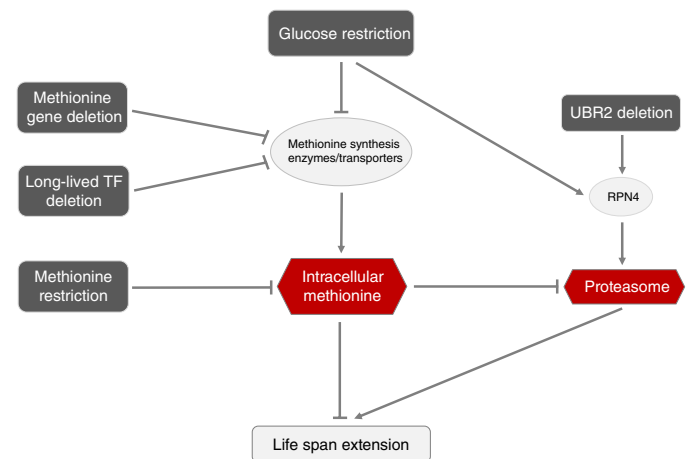 Glucose restriction
Methionine
gene deletion
UBR2 deletion
Methionine synthesis
enzymes/transporters
Long-lived TF
deletion
RPN4
Methionine
restriction
Intracellular
methionine
Proteasome
Life span extension